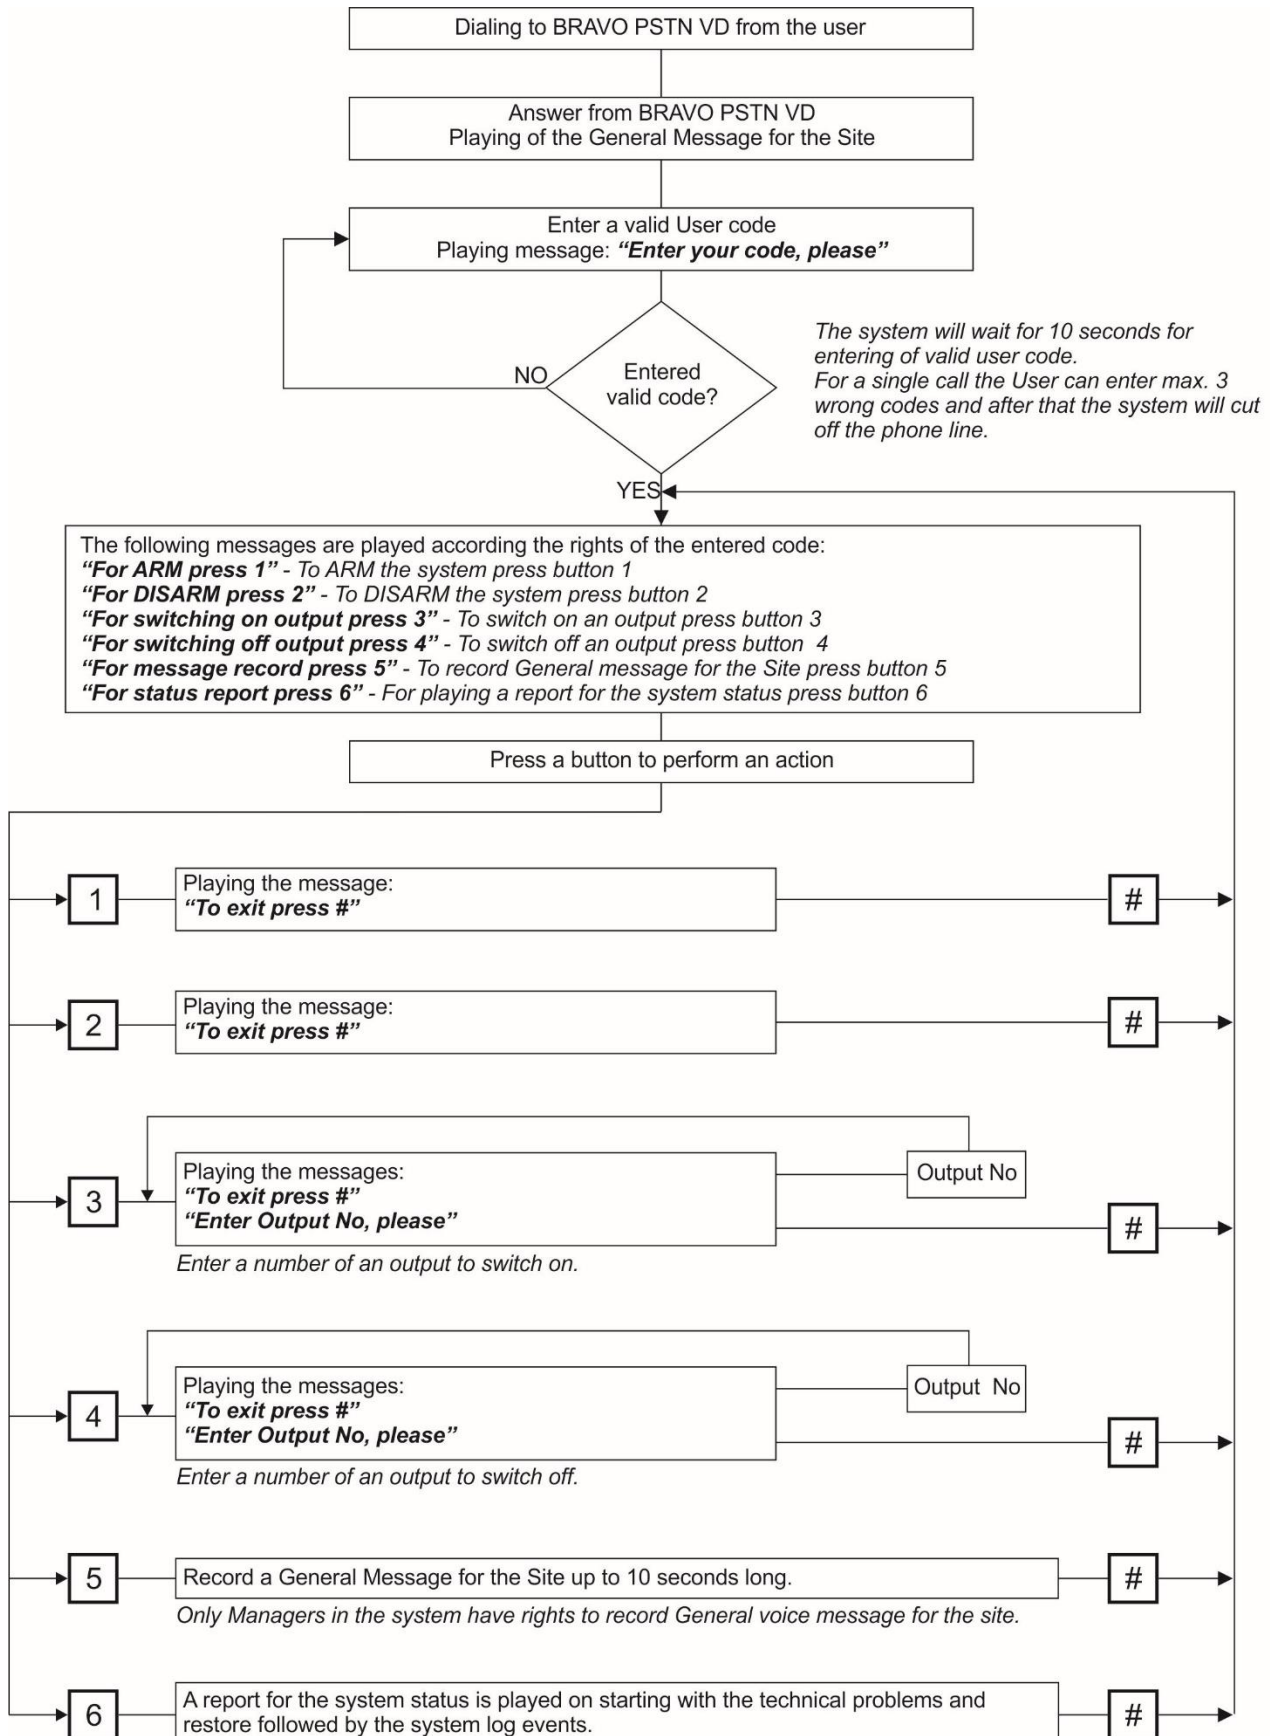 Dialing to BRAVO PSTN VD from the user
Answer from BRAVO PSTN VD
Playing of the General Message for the Site
Enter a valid User code
Playing message: “Enter your code, please”
The system will wait for 10 seconds for
entering of valid user code.
For a single call the User can enter max. 3
wrong codes and after that the system will cut
off the phone line.
NO
Entered
valid code?
YES
The following messages are played according the rights of the entered code:
“For ARM press 1” - To ARM the system press button 1
“For DISARM press 2” - To DISARM the system press button 2
“For switching on output press 3” - To switch on an output press button 3
“For switching off output press 4” - To switch off an output press button  4
“For message record press 5” - To record General message for the Site press button 5
“For status report press 6” - For playing a report for the system status press button 6
Press a button to perform an action
1
Playing the message:
“To exit press #”
#
2
Playing the message:
“To exit press #”
#
3
Playing the messages:
“To exit press #”
“Enter Output No, please”
Output No
#
Enter a number of an output to switch on.
4
Playing the messages:
“To exit press #”
“Enter Output No, please”
Output  No
#
Enter a number of an output to switch off.
5
Record a General Message for the Site up to 10 seconds long.
#
Only Managers in the system have rights to record General voice message for the site.
6
A report for the system status is played on starting with the technical problems and
restore followed by the system log events.
#